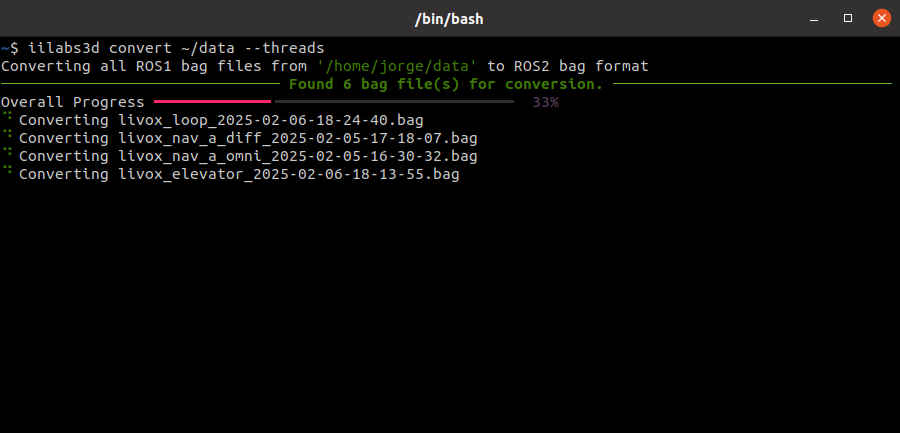 /bin/bash
~$ iilabs3d convert ~/data --threads
Converting all ROS1 bag files from '/home/jorge/data' to ROS2 bag format
Found 6 bag file(s) for conversion.
Overall Progress 33%
Converting livox_loop_2025-02-06-18-24-40.bag
Converting livox_nav_a_diff_2025-02-05-17-18-07.bag
Converting livox_nav_a_omni_2025-02-05-16-30-32.bag
Converting livox_elevator_2025-02-06-18-13-55.bag